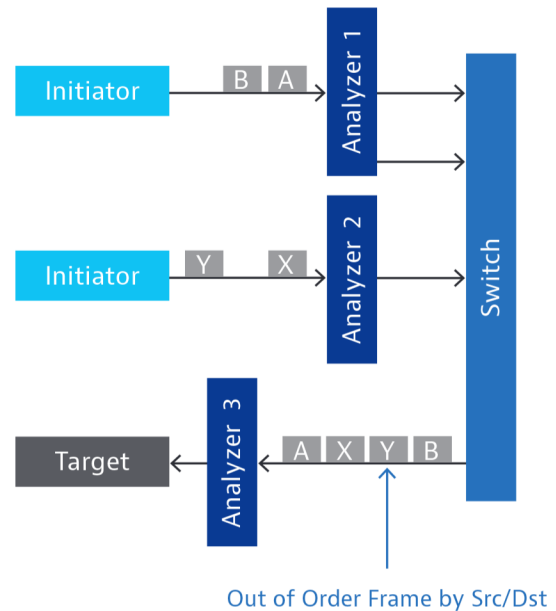 Initiator
B
A
Analyzer 1
Switch
Initiator
Y
X
Analyzer 2
Target
Analyzer 3
A
X
Y
B
Out of Order Frame by Src/Dst